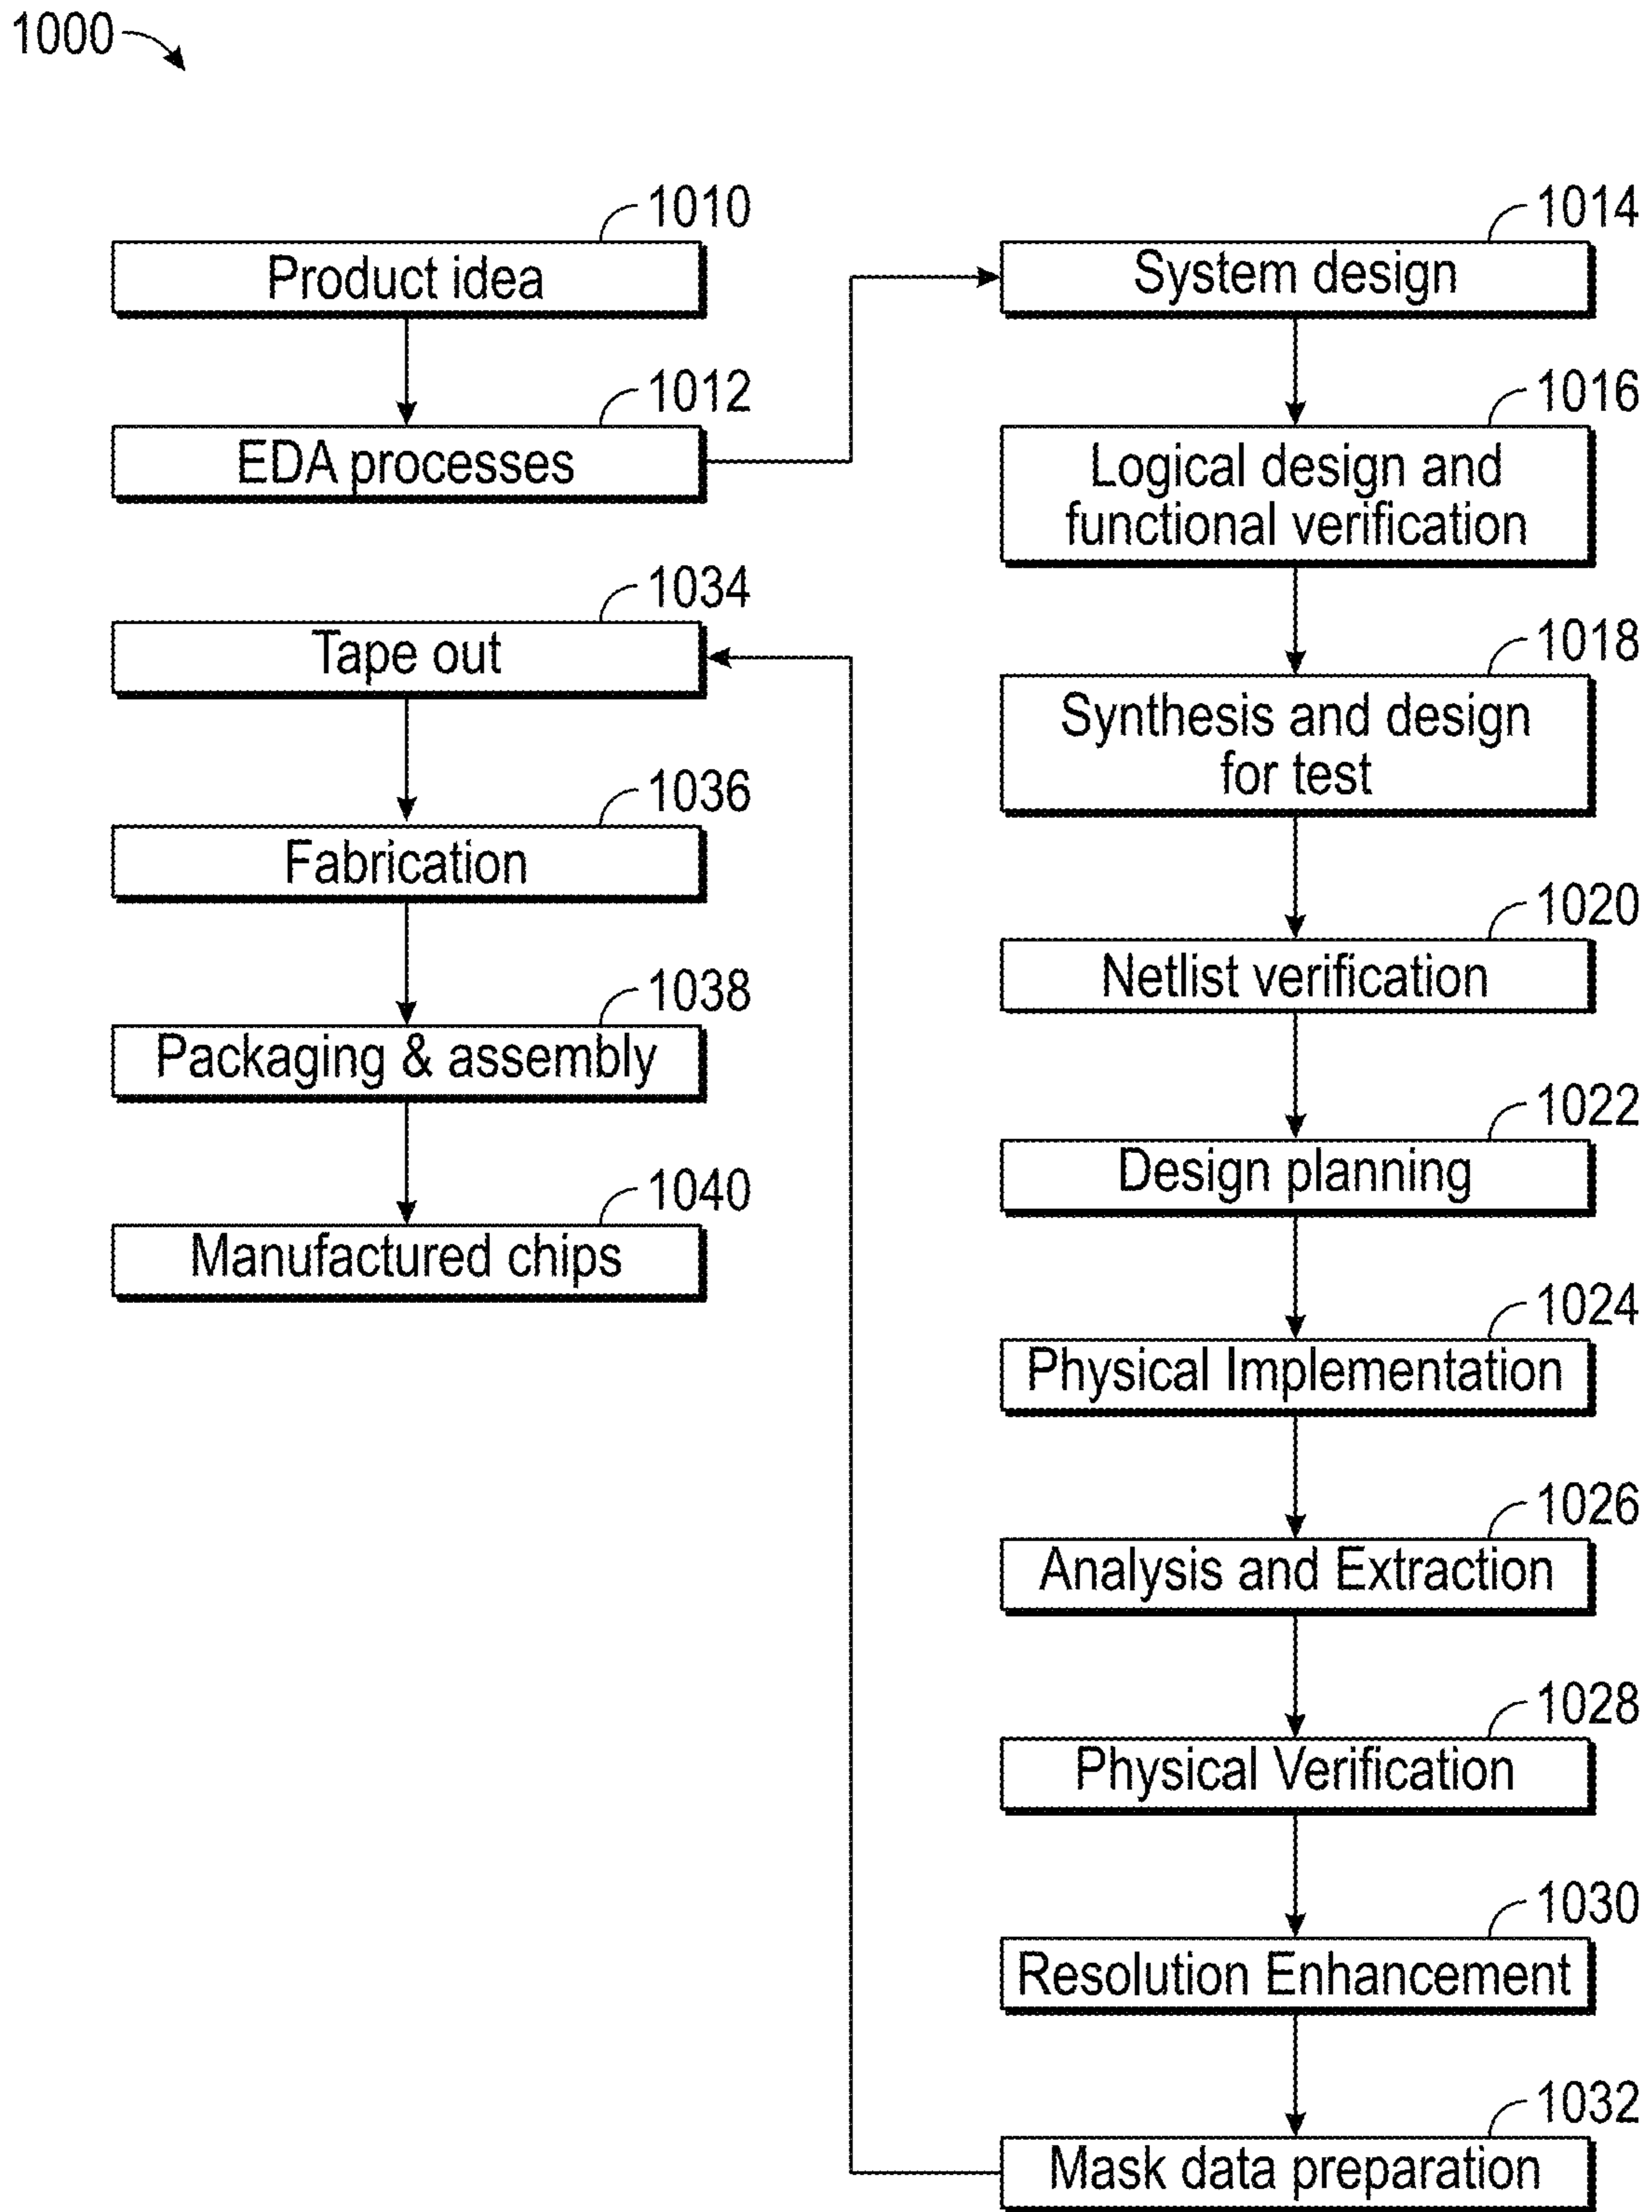 1000
1010
Product idea
1012
EDA processes
1014
System design
1016
Logical design and
functional verification
1018
Synthesis and design
for test
1020
Netlist verification
1022
Design planning
1024
Physical Implementation
1026
Analysis and Extraction
1028
Physical Verification
1030
Resolution Enhancement
1032
Mask data preparation
1034
Tape out
1036
Fabrication
1038
Packaging & assembly
1040
Manufactured chips